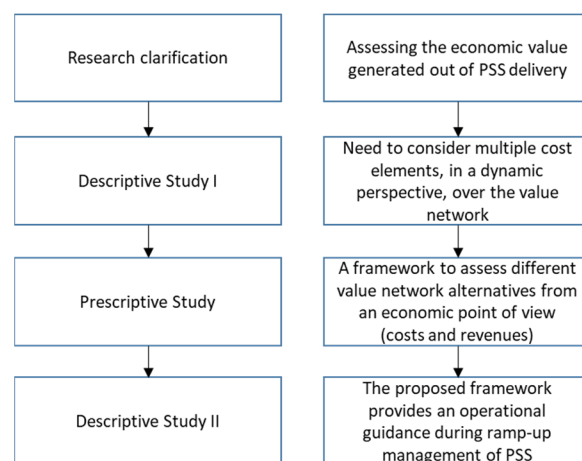 Research clarification
Assessing the economic value
generated out of PSS delivery
Descriptive Study I
Need to consider multiple cost
elements, in a dynamic
perspective, over the value
network
Prescriptive Study
A framework to assess different
value network alternatives from
an economic point of view
(costs and revenues)
Descriptive Study II
The proposed framework
provides an operational
guidance during ramp-up
management of PSS